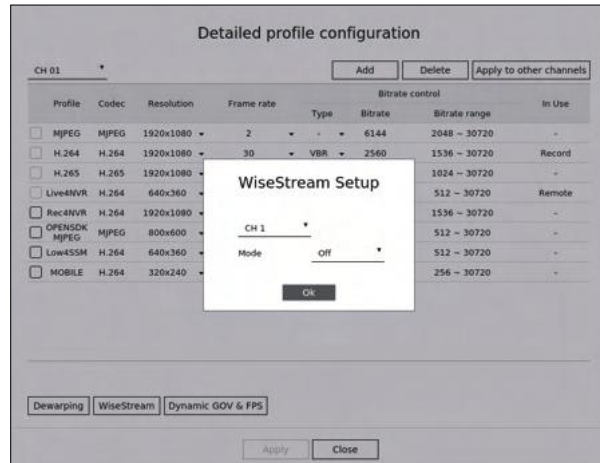 Detailed profile configuration
CH 01
Add Delete Apply to other channels
Profile Codec Resolution Frame rate Bitrate control In Use
Type Bitrate Bitrate range
MJPEG MJPEG 1920x1080 2 - 6144 2048 ~ 30720 -
H.264 H.264 1920x1080 30 VBR 2560 1536 ~ 30720 Record
H.265 H.265 1920x1080 1024 ~ 30720 -
Live4NVR H.264 640x360 512 ~ 30720 Remote
Rec4NVR H.264 1920x1080 1536 ~ 30720 -
OPENSDK MJPEG MJPEG 800x600 512 ~ 30720 -
Low4SSM H.264 640x360 512 ~ 30720 -
MOBILE H.264 320x240 256 ~ 30720 -
WiseStream Setup
CH 1
Mode Off
Ok
Dewarping WiseStream Dynamic GOV & FPS
Apply Close